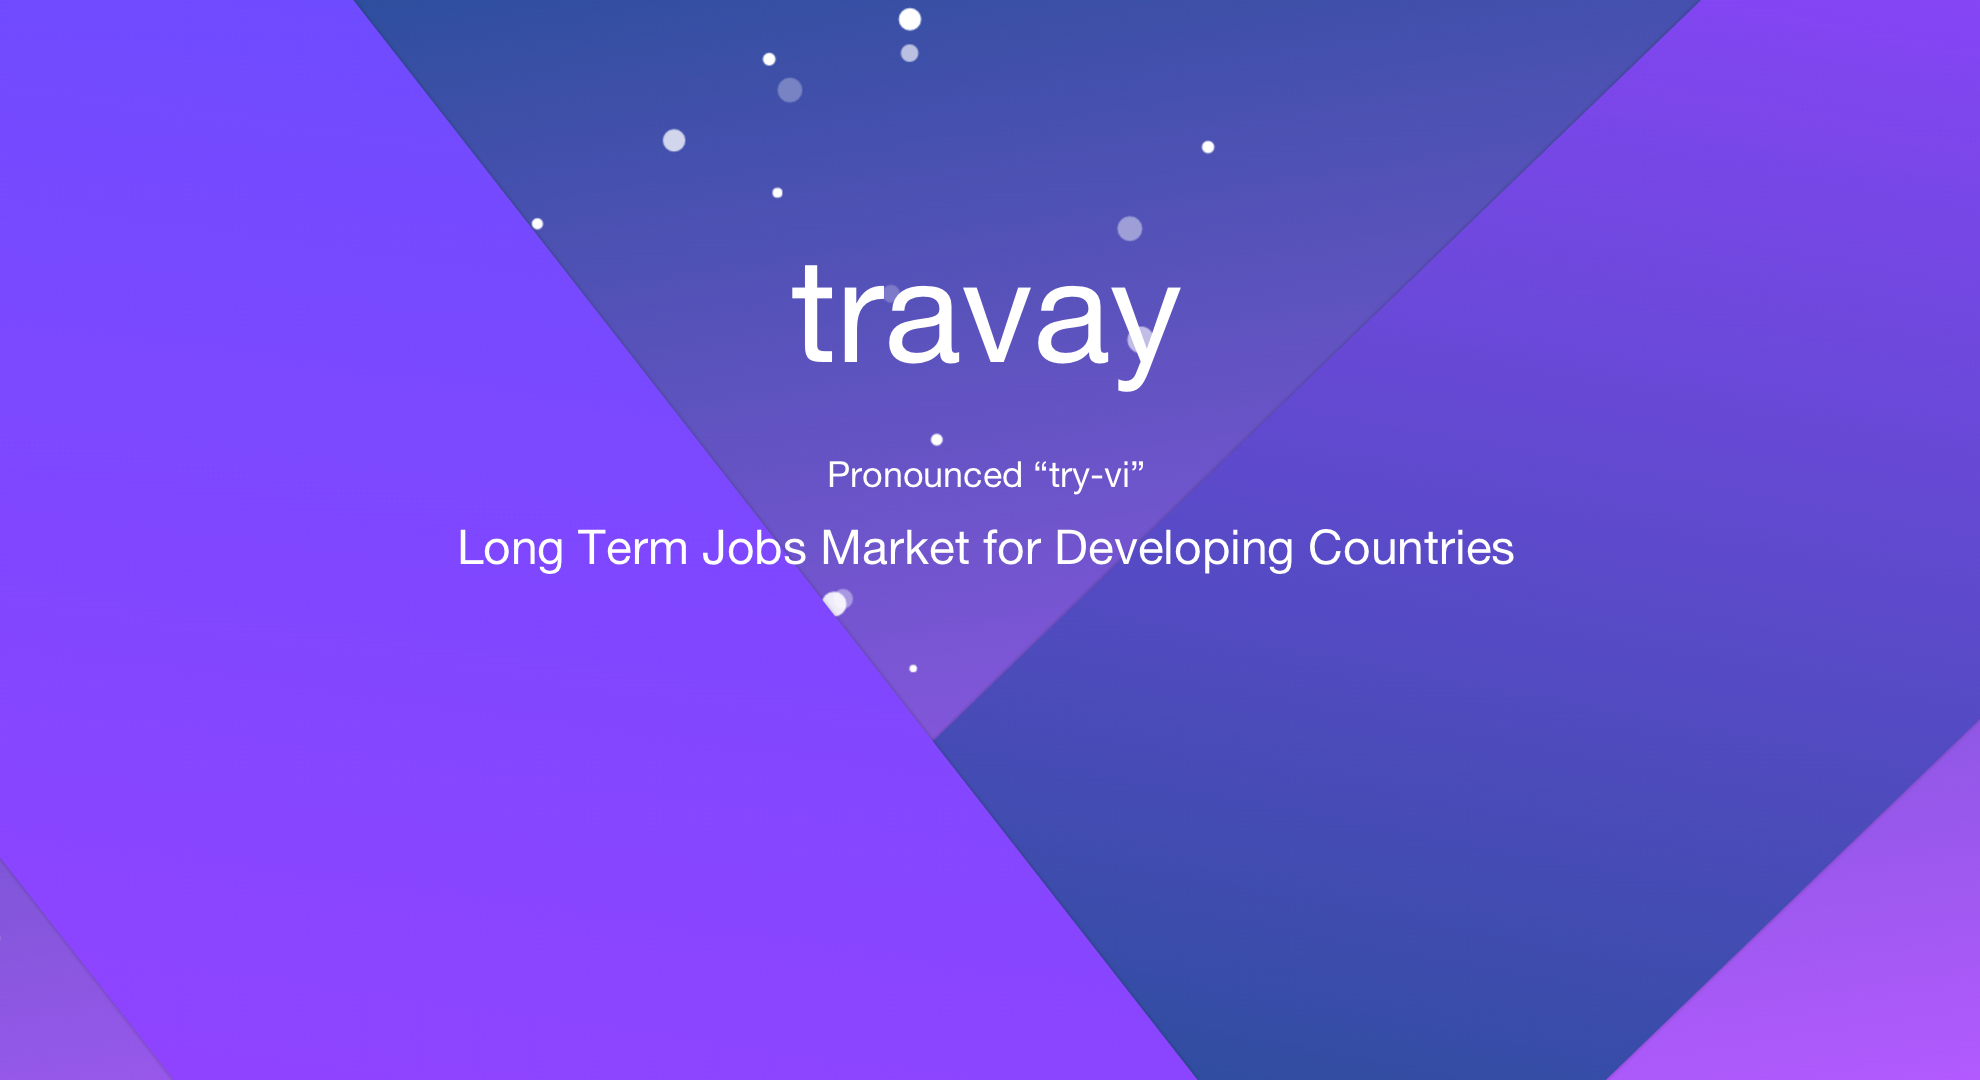 travay
Pronounced “try-vi”
Long Term Jobs Market for Developing Countries